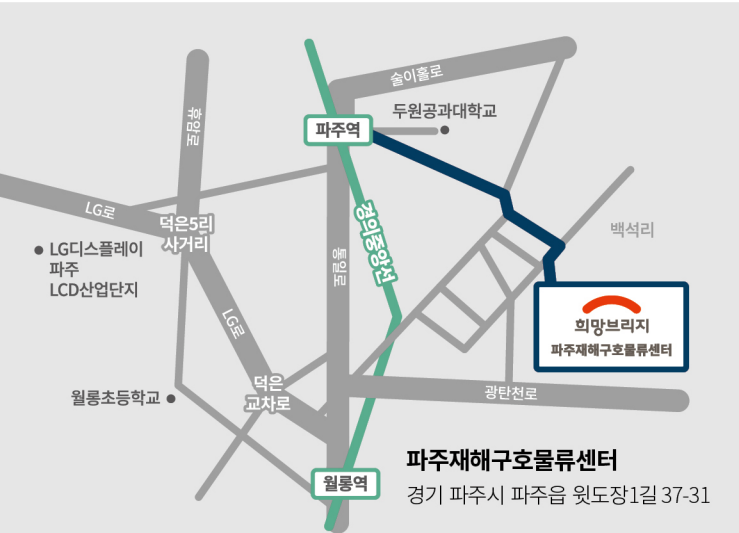 술이홀로
두원공과대학교
파주역
휴암로
LG로
덕은5리
사거리
경의중앙선
통일로
백석리
LG디스플레이
파주
LCD산업단지
LG로
희망브리지
파주재해구호물류센터
덕은
교차로
월롱초등학교
광탄천로
파주재해구호물류센터
월롱역
경기 파주시 파주읍 윗도장1길 37-31